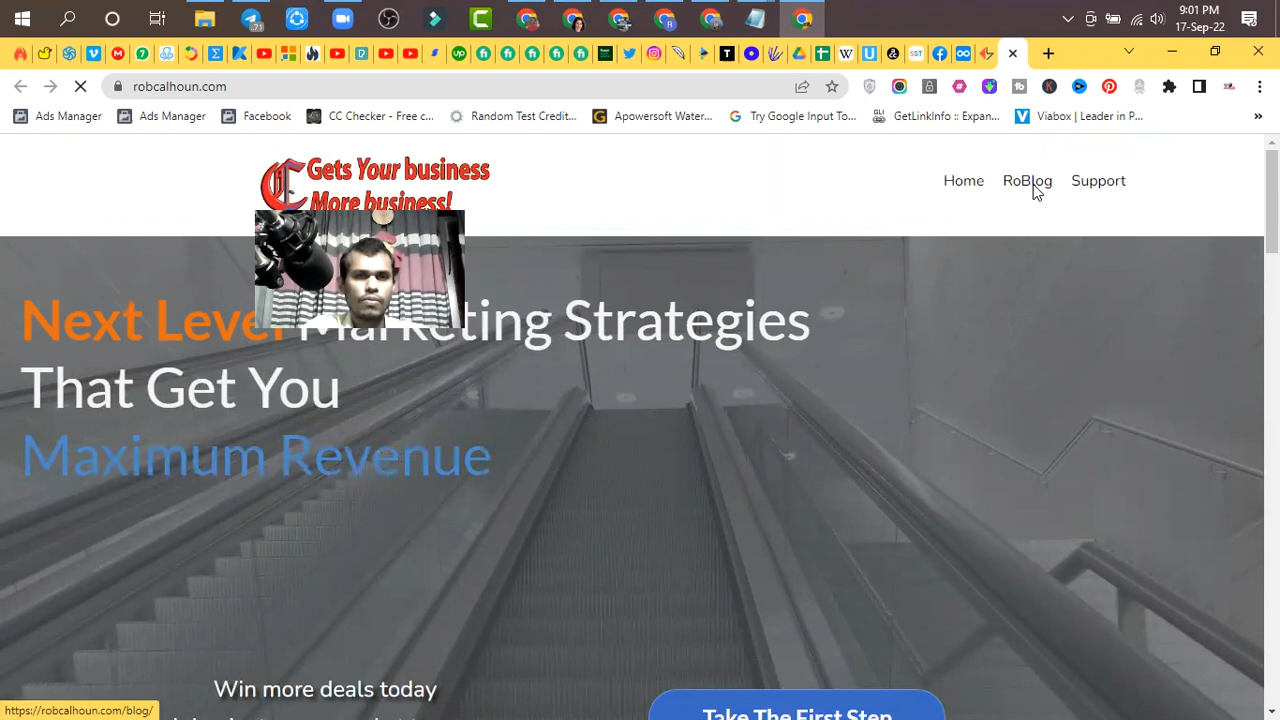 9:01 PM
71
17-Sep-22
robcalhoun.com
Ads Manager
Ads Manager
Facebook
CC Checker - Free c...
Random Test Credit...
Apowersoft Water...
Try Google Input To...
GetLinkInfo :: Expan...
Viabox | Leader in P...
Gets Your business
More business!
Home
RoBlog
Support
Next Level Marketing Strategies
That Get You
Maximum Revenue
Win more deals today
Take The First Step
https://robcalhoun.com/blog/